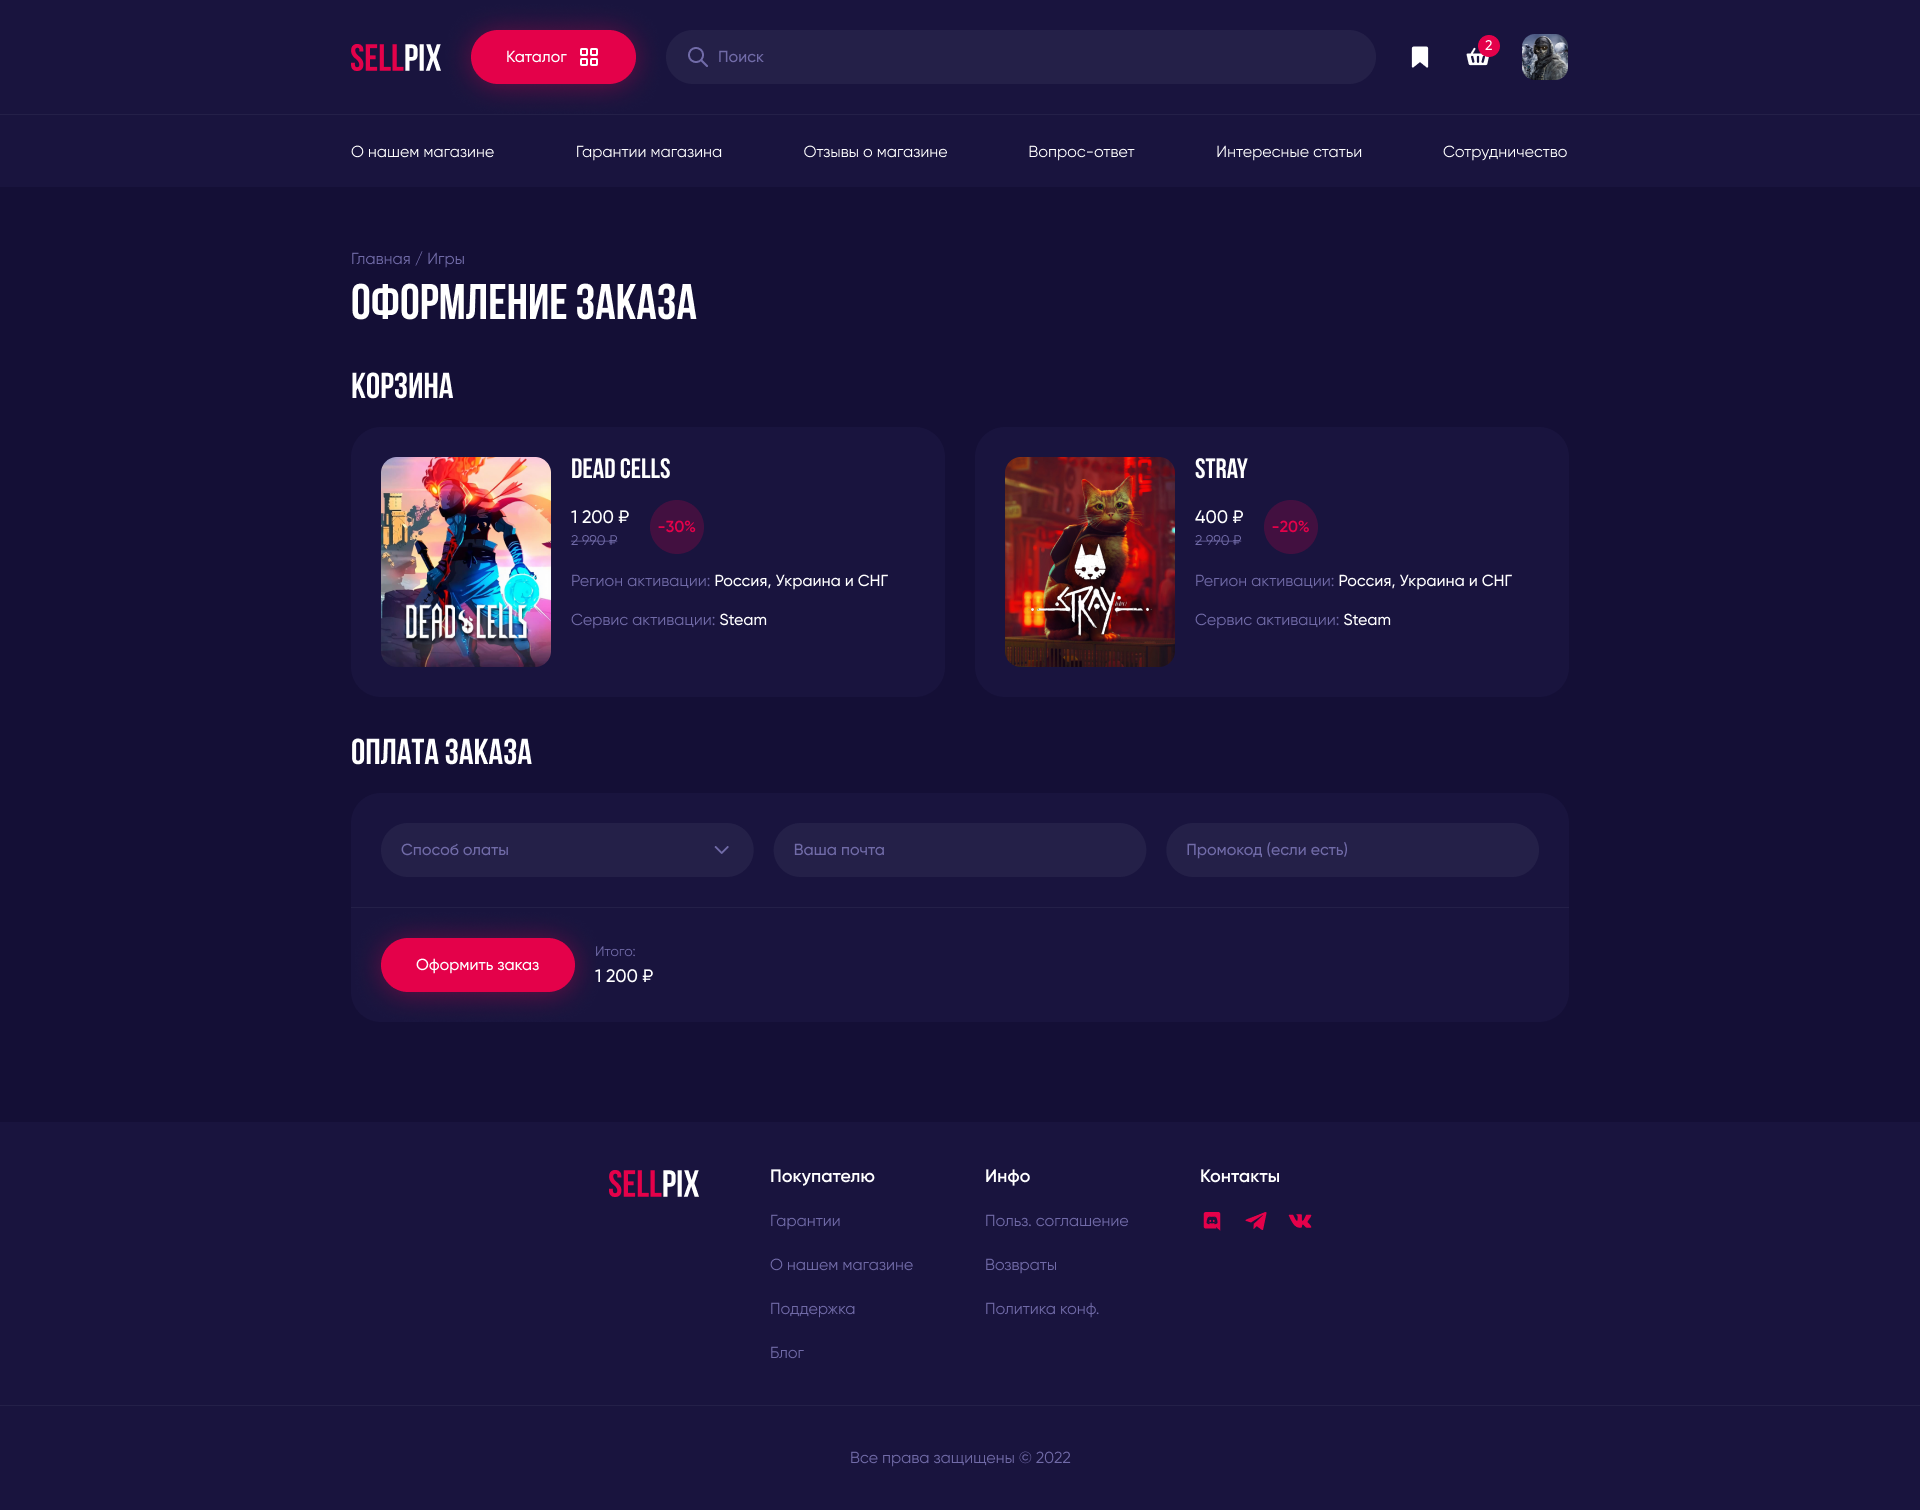 SELLPIX
Каталог
Поиск
2
О нашем магазине
Гарантии магазина
Отзывы о магазине
Вопрос-ответ
Интересные статьи
Сотрудничество
Главная / Игры
ОФОРМЛЕНИЕ ЗАКАЗА
КОРЗИНА
DEAD CELLS
DEAD CELLS
1 200 ₽
-30%
2 990 ₽
Регион активации: Россия, Украина и СНГ
Сервис активации: Steam
STRAY
STRAY
400 ₽
-20%
2 990 ₽
Регион активации: Россия, Украина и СНГ
Сервис активации: Steam
ОПЛАТА ЗАКАЗА
Способ олаты
Ваша почта
Промокод (если есть)
Оформить заказ
Итого:
1 200 ₽
SELLPIX
Покупателю
Гарантии
О нашем магазине
Поддержка
Блог
Инфо
Польз. соглашение
Возвраты
Политика конф.
Контакты
Все права защищены © 2022